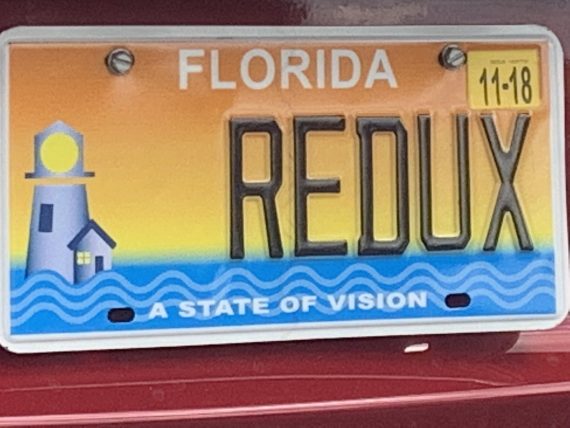 FLORIDA
11-18
REDUX
A STATE OF VISION